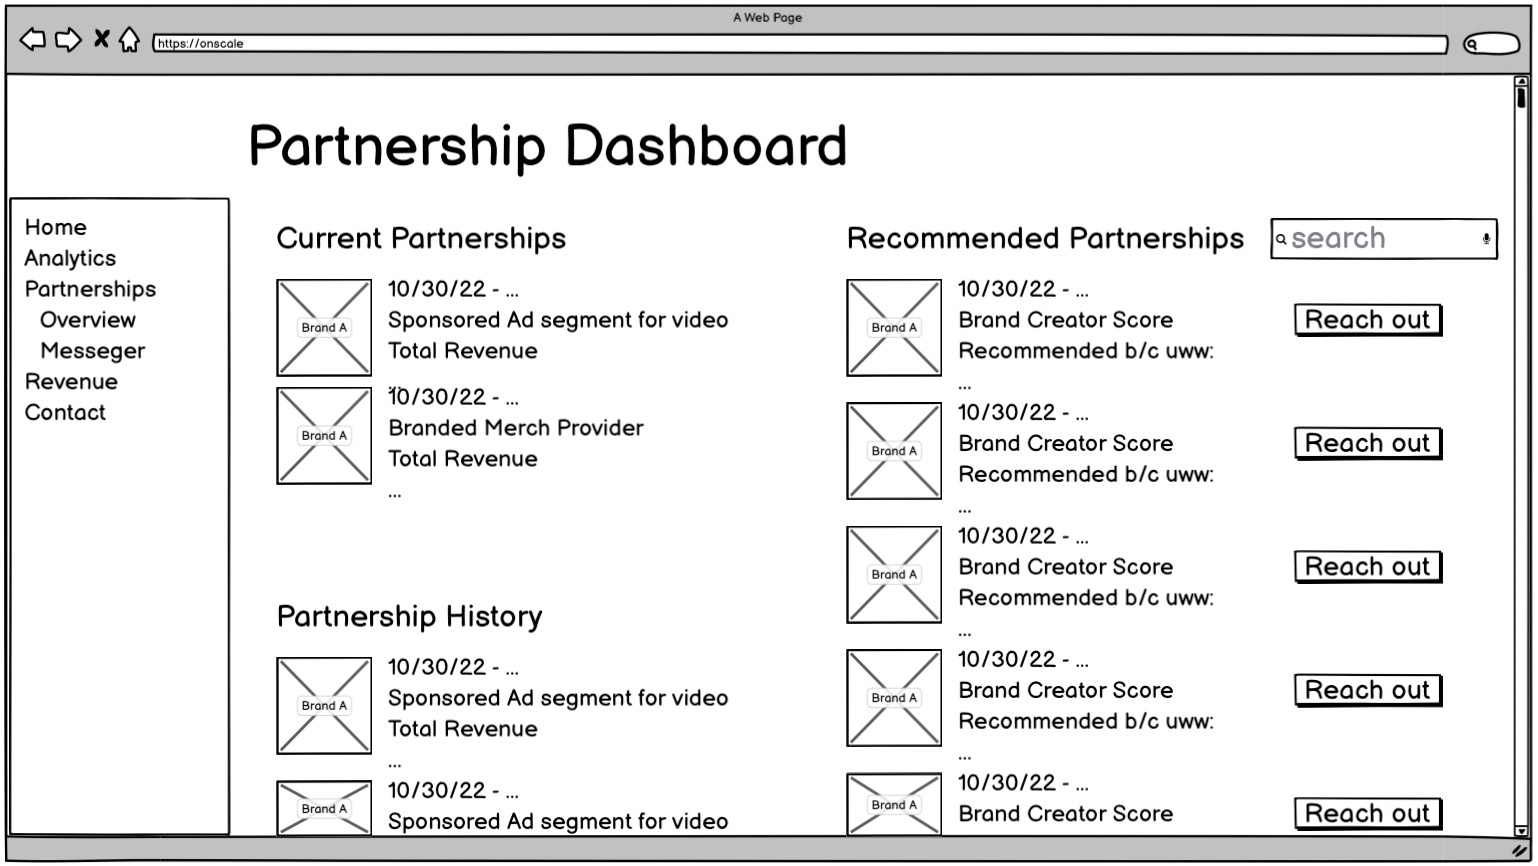 A Web Page
https://onscale
Partnership Dashboard
Home
Analytics
Partnerships
Overview
Messeger
Revenue
Contact
Current Partnerships
Brand A
10/30/22 - ...
Sponsored Ad segment for video
Total Revenue
...
Brand A
10/30/22 - ...
Branded Merch Provider
Total Revenue
...
Partnership History
Brand A
10/30/22 - ...
Sponsored Ad segment for video
Total Revenue
...
Brand A
10/30/22 - ...
Sponsored Ad segment for video
Recommended Partnerships
search
Brand A
10/30/22 - ...
Brand Creator Score
Recommended b/c uww:
...
Reach out
Brand A
10/30/22 - ...
Brand Creator Score
Recommended b/c uww:
...
Reach out
Brand A
10/30/22 - ...
Brand Creator Score
Recommended b/c uww:
...
Reach out
Brand A
10/30/22 - ...
Brand Creator Score
Recommended b/c uww:
...
Reach out
Brand A
10/30/22 - ...
Brand Creator Score
Reach out